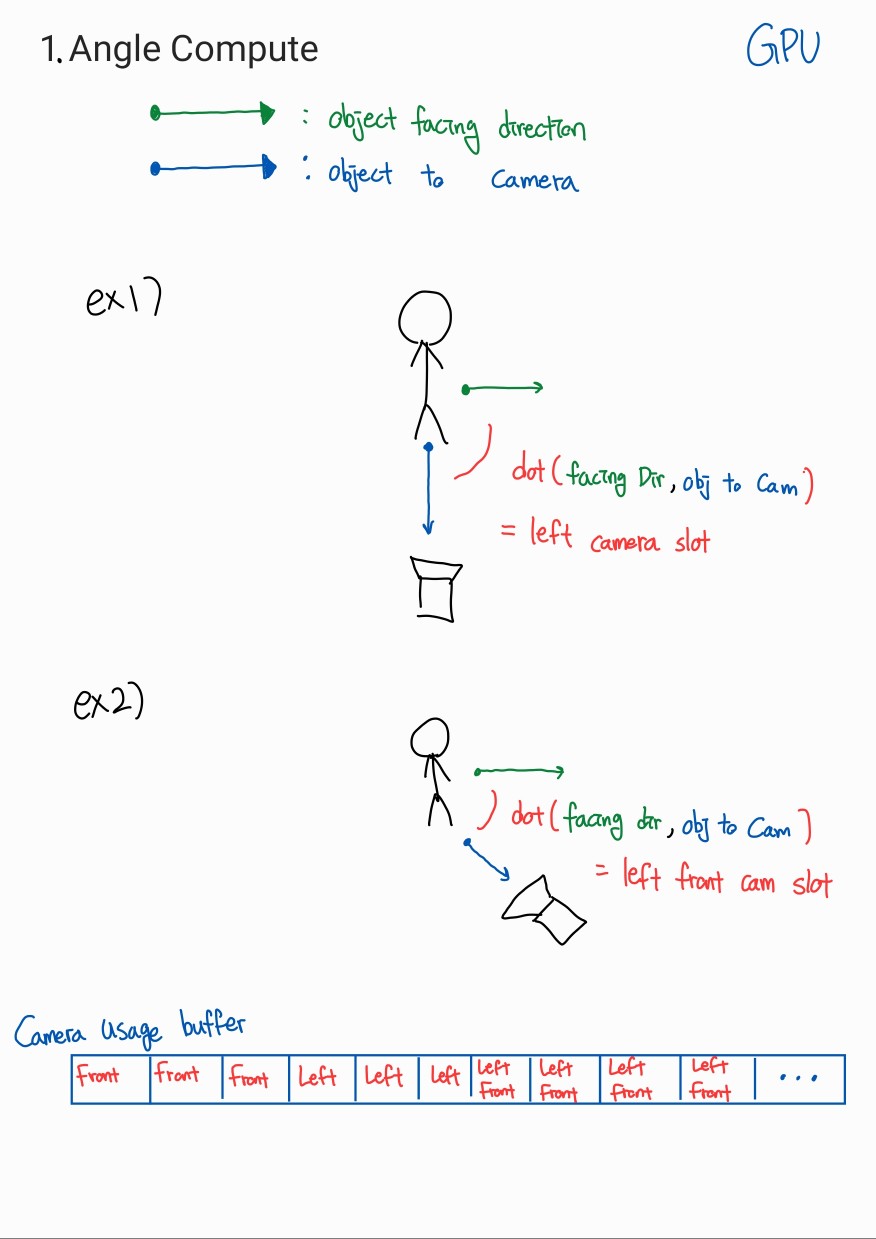 1. Angle Compute
GPU
: object facing direction
: object to Camera
ex1)
dot(facing Dir, obj to Cam)
= left camera slot
ex2)
dot(facing dir, obj to Cam)
= left front cam slot
Camera Usage buffer
Front Front Front Left Left Left Left Front Left Front Left Front Left Front ...